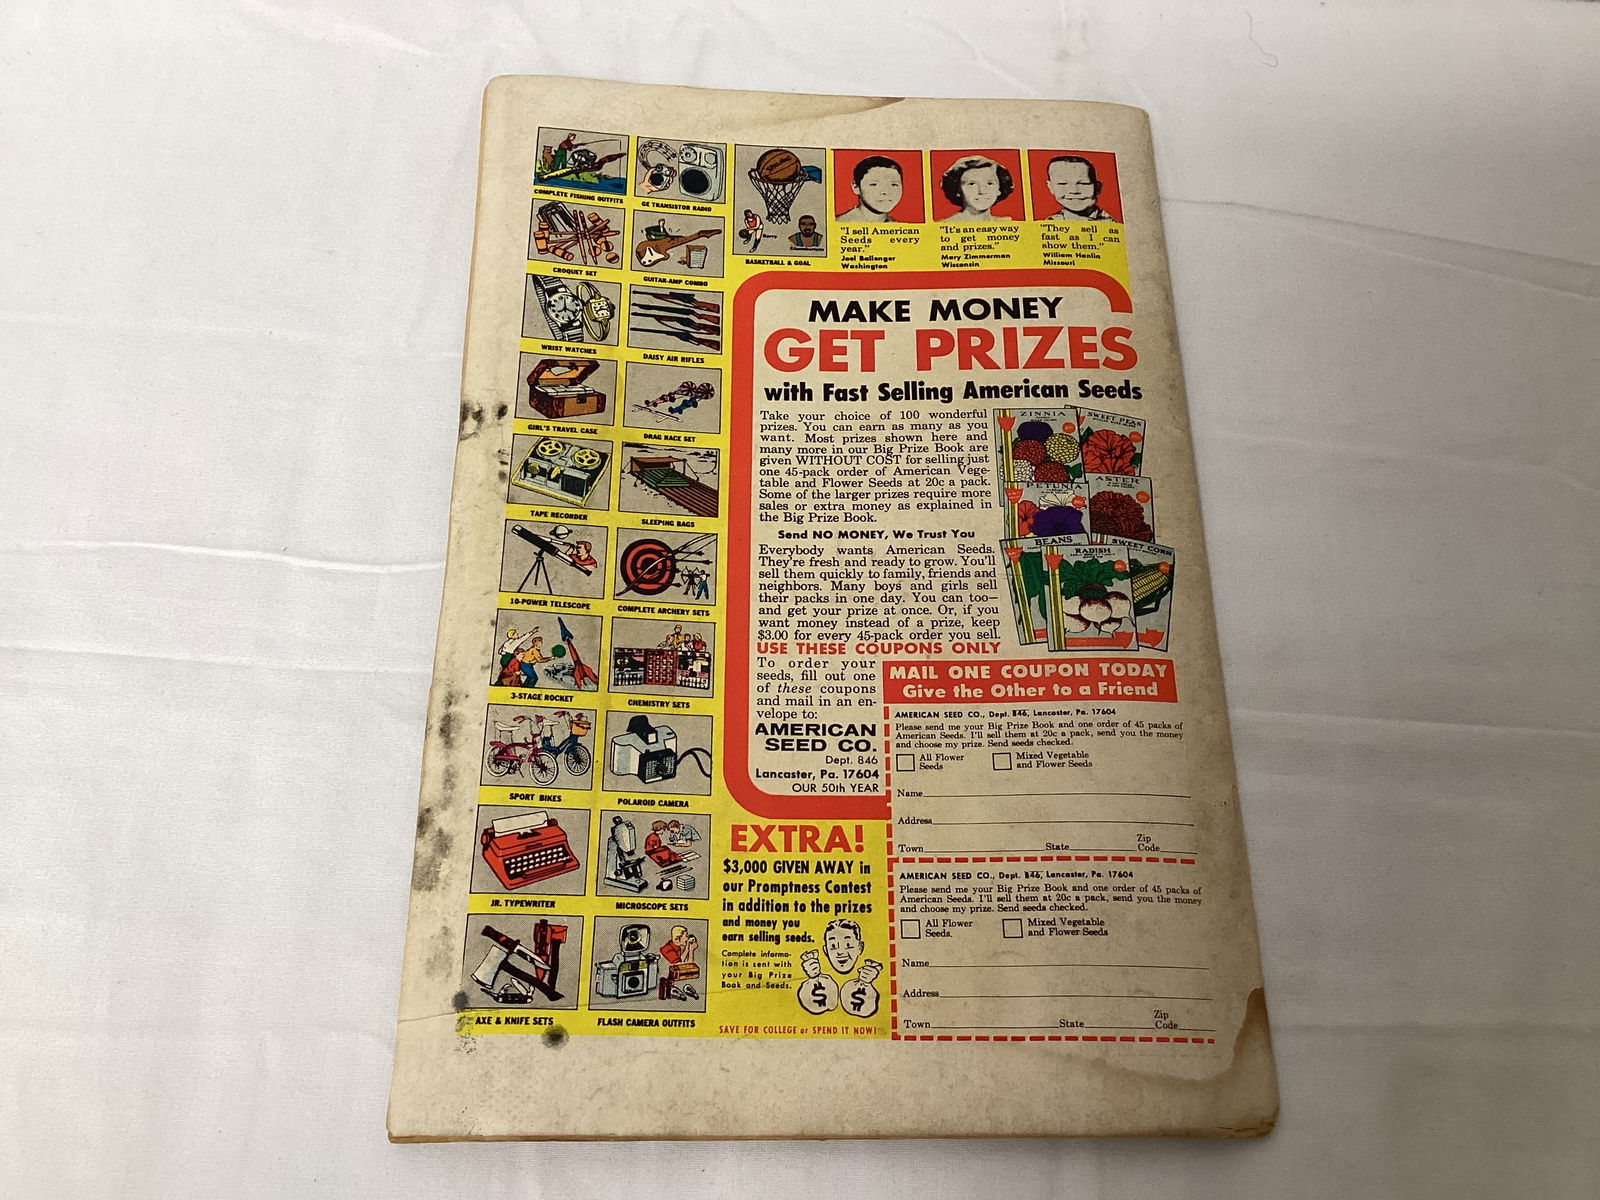 COMPLETE FISHING OUTFITS
GE TRANSISTOR RADIO
CROQUET SET
GUITAR-AMP COMBO
Barry
Chamberlain
BASKETBALL & GOAL
WRIST WATCHES
DAISY AIR RIFLES
GIRL'S TRAVEL CASE
DRAG RACE SET
TAPE RECORDER
SLEEPING BAGS
10-POWER TELESCOPE
COMPLETE ARCHERY SETS
3-STAGE ROCKET
CHEMISTRY SETS
SPORT BIKES
POLAROID CAMERA
JR. TYPEWRITER
MICROSCOPE SETS
AXE & KNIFE SETS
FLASH CAMERA OUTFITS
"I sell American
Seeds every
year."
Joel Ballenger
Washington
"It's an easy way
to get money
and prizes."
Mary Zimmerman
Wisconsin
"They sell as
fast as I can
show them."
William Hanlin
Missouri
MAKE MONEY
GET PRIZES
with Fast Selling American Seeds
Take your choice of 100 wonderful
prizes. You can earn as many as you
want. Most prizes shown here and
many more in our Big Prize Book are
given WITHOUT COST for selling just
one 45-pack order of American Vege-
table and Flower Seeds at 20c a pack.
Some of the larger prizes require more
sales or extra money as explained in
the Big Prize Book.
Send NO MONEY, We Trust You
Everybody wants American Seeds.
They're fresh and ready to grow. You'll
sell them quickly to family, friends and
neighbors. Many boys and girls sell
their packs in one day. You can too—
and get your prize at once. Or, if you
want money instead of a prize, keep
$3.00 for every 45-pack order you sell.
USE THESE COUPONS ONLY
To order your
seeds, fill out one
of these coupons
and mail in an en-
velope to:
AMERICAN
SEED CO.
Dept. 846
Lancaster, Pa. 17604
OUR 50th YEAR
ZINNIA
SWEET PEAS
PETUNIA
ASTER
BEANS
RADISH
SWEET CORN
MAIL ONE COUPON TODAY
Give the Other to a Friend
AMERICAN SEED CO., Dept. 846, Lancaster, Pa. 17604
Please send me your Big Prize Book and one order of 45 packs of
American Seeds. I'll sell them at 20c a pack, send you the money
and choose my prize. Send seeds checked.
All Flower
Seeds
Mixed Vegetable
and Flower Seeds
Name
Address
Town State Zip Code
AMERICAN SEED CO., Dept. 846, Lancaster, Pa. 17604
Please send me your Big Prize Book and one order of 45 packs of
American Seeds. I'll sell them at 20c a pack, send you the money
and choose my prize. Send seeds checked.
All Flower
Seeds.
Mixed Vegetable
and Flower Seeds
Name
Address
Town State Zip Code
EXTRA!
$3,000 GIVEN AWAY in
our Promptness Contest
in addition to the prizes
and money you
earn selling seeds.
Complete informa-
tion is sent with
your Big Prize
Book and Seeds.
$ $
SAVE FOR COLLEGE or SPEND IT NOW!